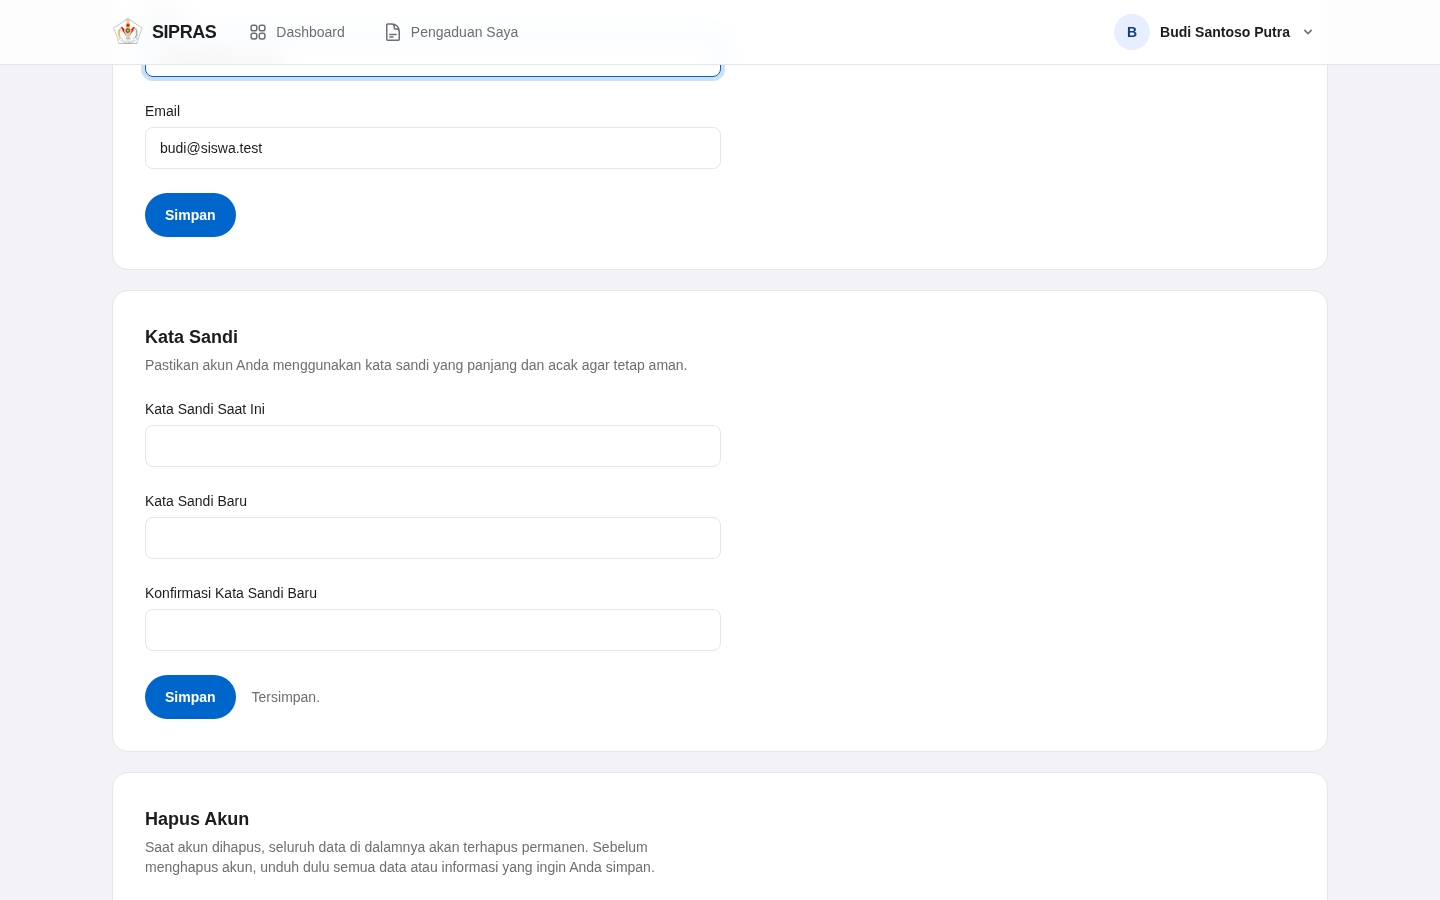 SIPRAS
Dashboard
Pengaduan Saya
B
Budi Santoso Putra
Email
budi@siswa.test
Simpan
Kata Sandi
Pastikan akun Anda menggunakan kata sandi yang panjang dan acak agar tetap aman.
Kata Sandi Saat Ini
Kata Sandi Baru
Konfirmasi Kata Sandi Baru
Simpan
Tersimpan.
Hapus Akun
Saat akun dihapus, seluruh data di dalamnya akan terhapus permanen. Sebelum
menghapus akun, unduh dulu semua data atau informasi yang ingin Anda simpan.